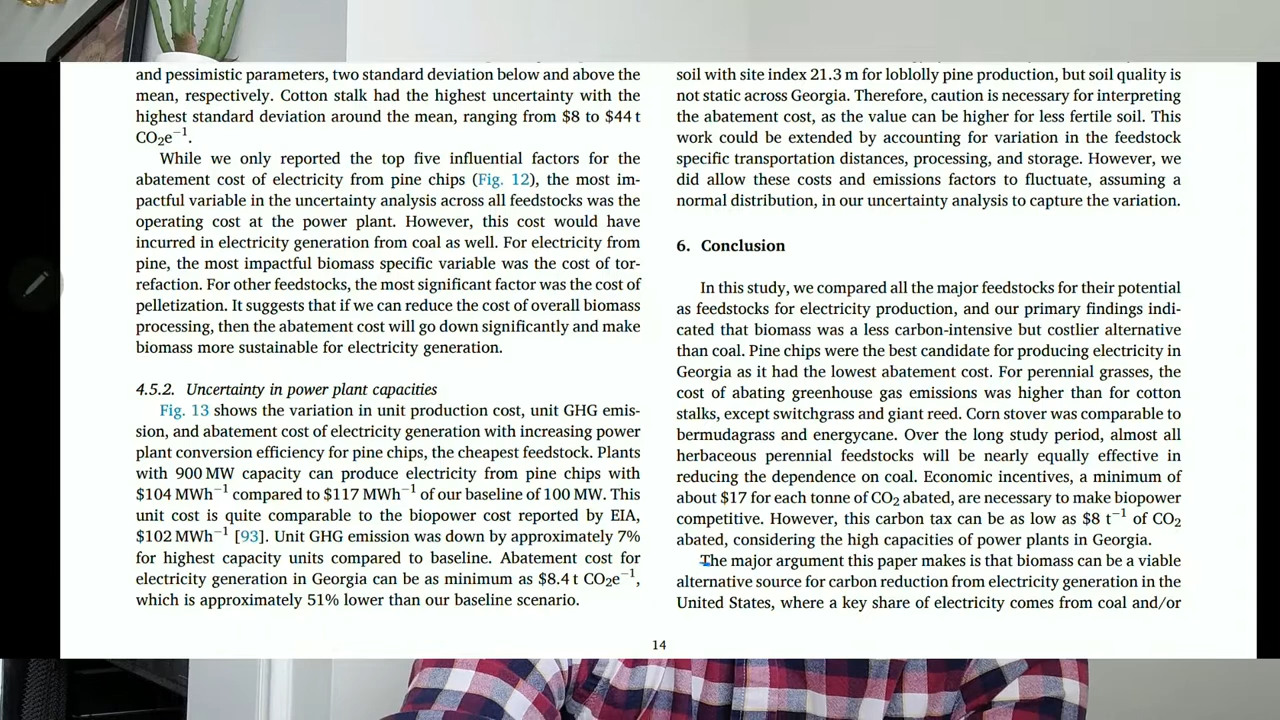 and pessimistic parameters, two standard deviation below and above the
mean, respectively. Cotton stalk had the highest uncertainty with the
highest standard deviation around the mean, ranging from $8 to $44 t
CO₂e⁻¹.
While we only reported the top five influential factors for the
abatement cost of electricity from pine chips (Fig. 12), the most im-
pactful variable in the uncertainty analysis across all feedstocks was the
operating cost at the power plant. However, this cost would have
incurred in electricity generation from coal as well. For electricity from
pine, the most impactful biomass specific variable was the cost of tor-
refaction. For other feedstocks, the most significant factor was the cost of
pelletization. It suggests that if we can reduce the cost of overall biomass
processing, then the abatement cost will go down significantly and make
biomass more sustainable for electricity generation.
4.5.2. Uncertainty in power plant capacities
Fig. 13 shows the variation in unit production cost, unit GHG emis-
sion, and abatement cost of electricity generation with increasing power
plant conversion efficiency for pine chips, the cheapest feedstock. Plants
with 900 MW capacity can produce electricity from pine chips with
$104 MWh⁻¹ compared to $117 MWh⁻¹ of our baseline of 100 MW. This
unit cost is quite comparable to the biopower cost reported by EIA,
$102 MWh⁻¹ [93]. Unit GHG emission was down by approximately 7%
for highest capacity units compared to baseline. Abatement cost for
electricity generation in Georgia can be as minimum as $8.4 t CO₂e⁻¹,
which is approximately 51% lower than our baseline scenario.
soil with site index 21.3 m for loblolly pine production, but soil quality is
not static across Georgia. Therefore, caution is necessary for interpreting
the abatement cost, as the value can be higher for less fertile soil. This
work could be extended by accounting for variation in the feedstock
specific transportation distances, processing, and storage. However, we
did allow these costs and emissions factors to fluctuate, assuming a
normal distribution, in our uncertainty analysis to capture the variation.
6. Conclusion
In this study, we compared all the major feedstocks for their potential
as feedstocks for electricity production, and our primary findings indi-
cated that biomass was a less carbon-intensive but costlier alternative
than coal. Pine chips were the best candidate for producing electricity in
Georgia as it had the lowest abatement cost. For perennial grasses, the
cost of abating greenhouse gas emissions was higher than for cotton
stalks, except switchgrass and giant reed. Corn stover was comparable to
bermudagrass and energycane. Over the long study period, almost all
herbaceous perennial feedstocks will be nearly equally effective in
reducing the dependence on coal. Economic incentives, a minimum of
about $17 for each tonne of CO₂ abated, are necessary to make biopower
competitive. However, this carbon tax can be as low as $8 t⁻¹ of CO₂
abated, considering the high capacities of power plants in Georgia.
The major argument this paper makes is that biomass can be a viable
alternative source for carbon reduction from electricity generation in the
United States, where a key share of electricity comes from coal and/or
14